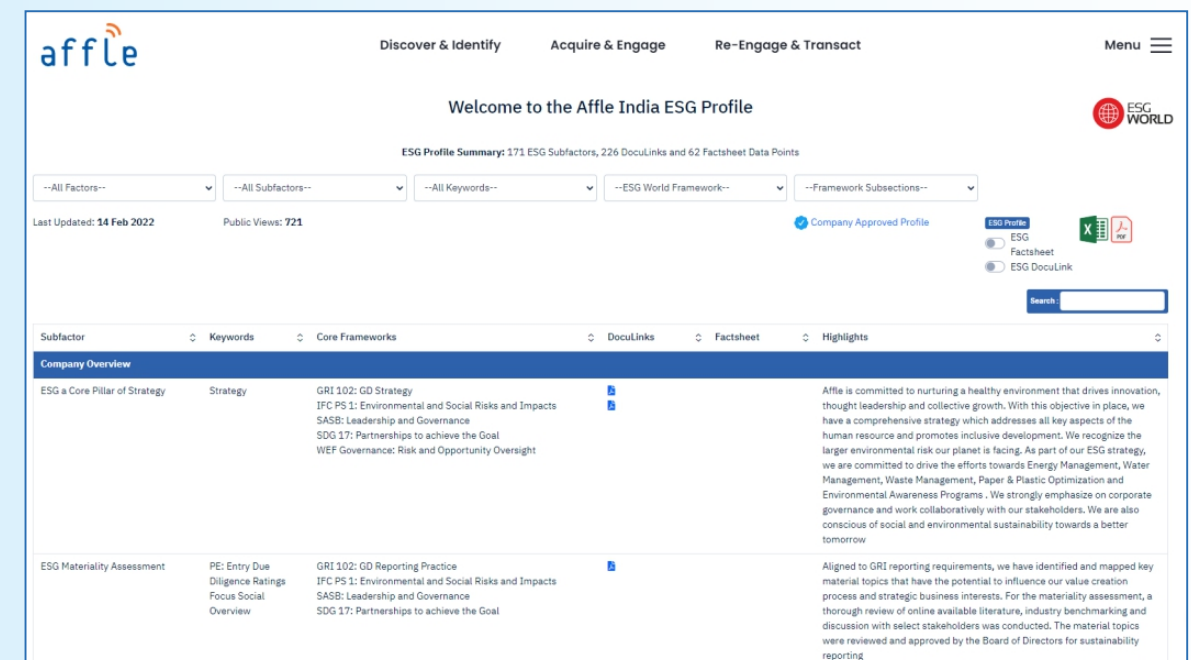 affle
Discover & Identify
Acquire & Engage
Re-Engage & Transact
Menu
Welcome to the Affle India ESG Profile
ESG WORLD
ESG Profile Summary: 171 ESG Subfactors, 226 DocuLinks and 62 Factsheet Data Points
--All Factors--
--All Subfactors--
--All Keywords--
--ESG World Framework--
--Framework Subsections--
Last Updated: 14 Feb 2022
Public Views: 721
Company Approved Profile
ESG Profile
ESG
Factsheet
ESG DocuLink
X
PDF
Search :
Subfactor
Keywords
Core Frameworks
DocuLinks
Factsheet
Highlights
Company Overview
ESG a Core Pillar of Strategy
Strategy
GRI 102: GD Strategy
IFC PS 1: Environmental and Social Risks and Impacts
SASB: Leadership and Governance
SDG 17: Partnerships to achieve the Goal
WEF Governance: Risk and Opportunity Oversight
Affle is committed to nurturing a healthy environment that drives innovation,
thought leadership and collective growth. With this objective in place, we
have a comprehensive strategy which addresses all key aspects of the
human resource and promotes inclusive development. We recognize the
larger environmental risk our planet is facing. As part of our ESG strategy,
we are committed to drive the efforts towards Energy Management, Water
Management, Waste Management, Paper & Plastic Optimization and
Environmental Awareness Programs . We strongly emphasize on corporate
governance and work collaboratively with our stakeholders. We are also
conscious of social and environmental sustainability towards a better
tomorrow
ESG Materiality Assessment
PE: Entry Due
Diligence Ratings
Focus Social
Overview
GRI 102: GD Reporting Practice
IFC PS 1: Environmental and Social Risks and Impacts
SASB: Leadership and Governance
SDG 17: Partnerships to achieve the Goal
Aligned to GRI reporting requirements, we have identified and mapped key
material topics that have the potential to influence our value creation
process and strategic business interests. For the materiality assessment, a
thorough review of online available literature, industry benchmarking and
discussion with select stakeholders was conducted. The material topics
were reviewed and approved by the Board of Directors for sustainability
reporting